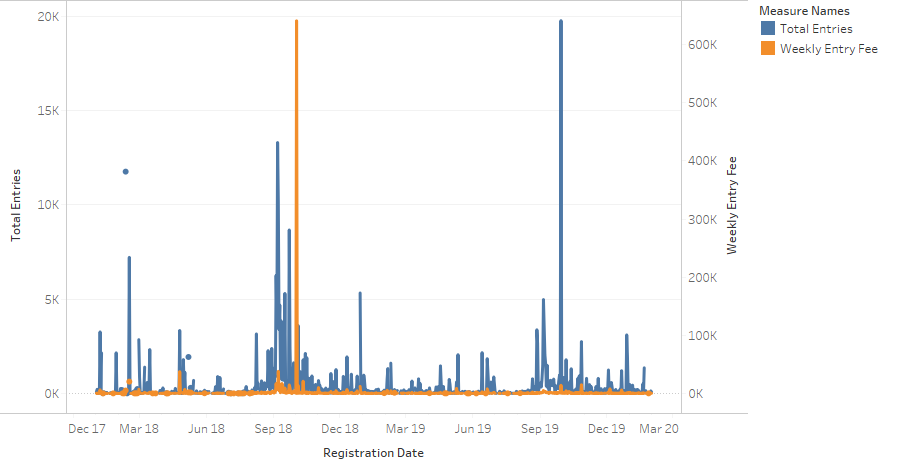 Measure Names
Total Entries
Weekly Entry Fee
20K
15K
10K
5K
0K
Total Entries
600K
500K
400K
300K
200K
100K
0K
Weekly Entry Fee
Dec 17 Mar 18 Jun 18 Sep 18 Dec 18 Mar 19 Jun 19 Sep 19 Dec 19 Mar 20
Registration Date